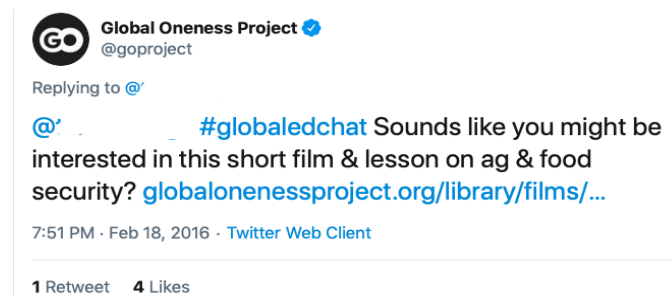 GO
Global Oneness Project
@goproject
Replying to @
@ #globaledchat Sounds like you might be
interested in this short film & lesson on ag & food
security? globalonenessproject.org/library/films/...
7:51 PM · Feb 18, 2016 · Twitter Web Client
1 Retweet 4 Likes